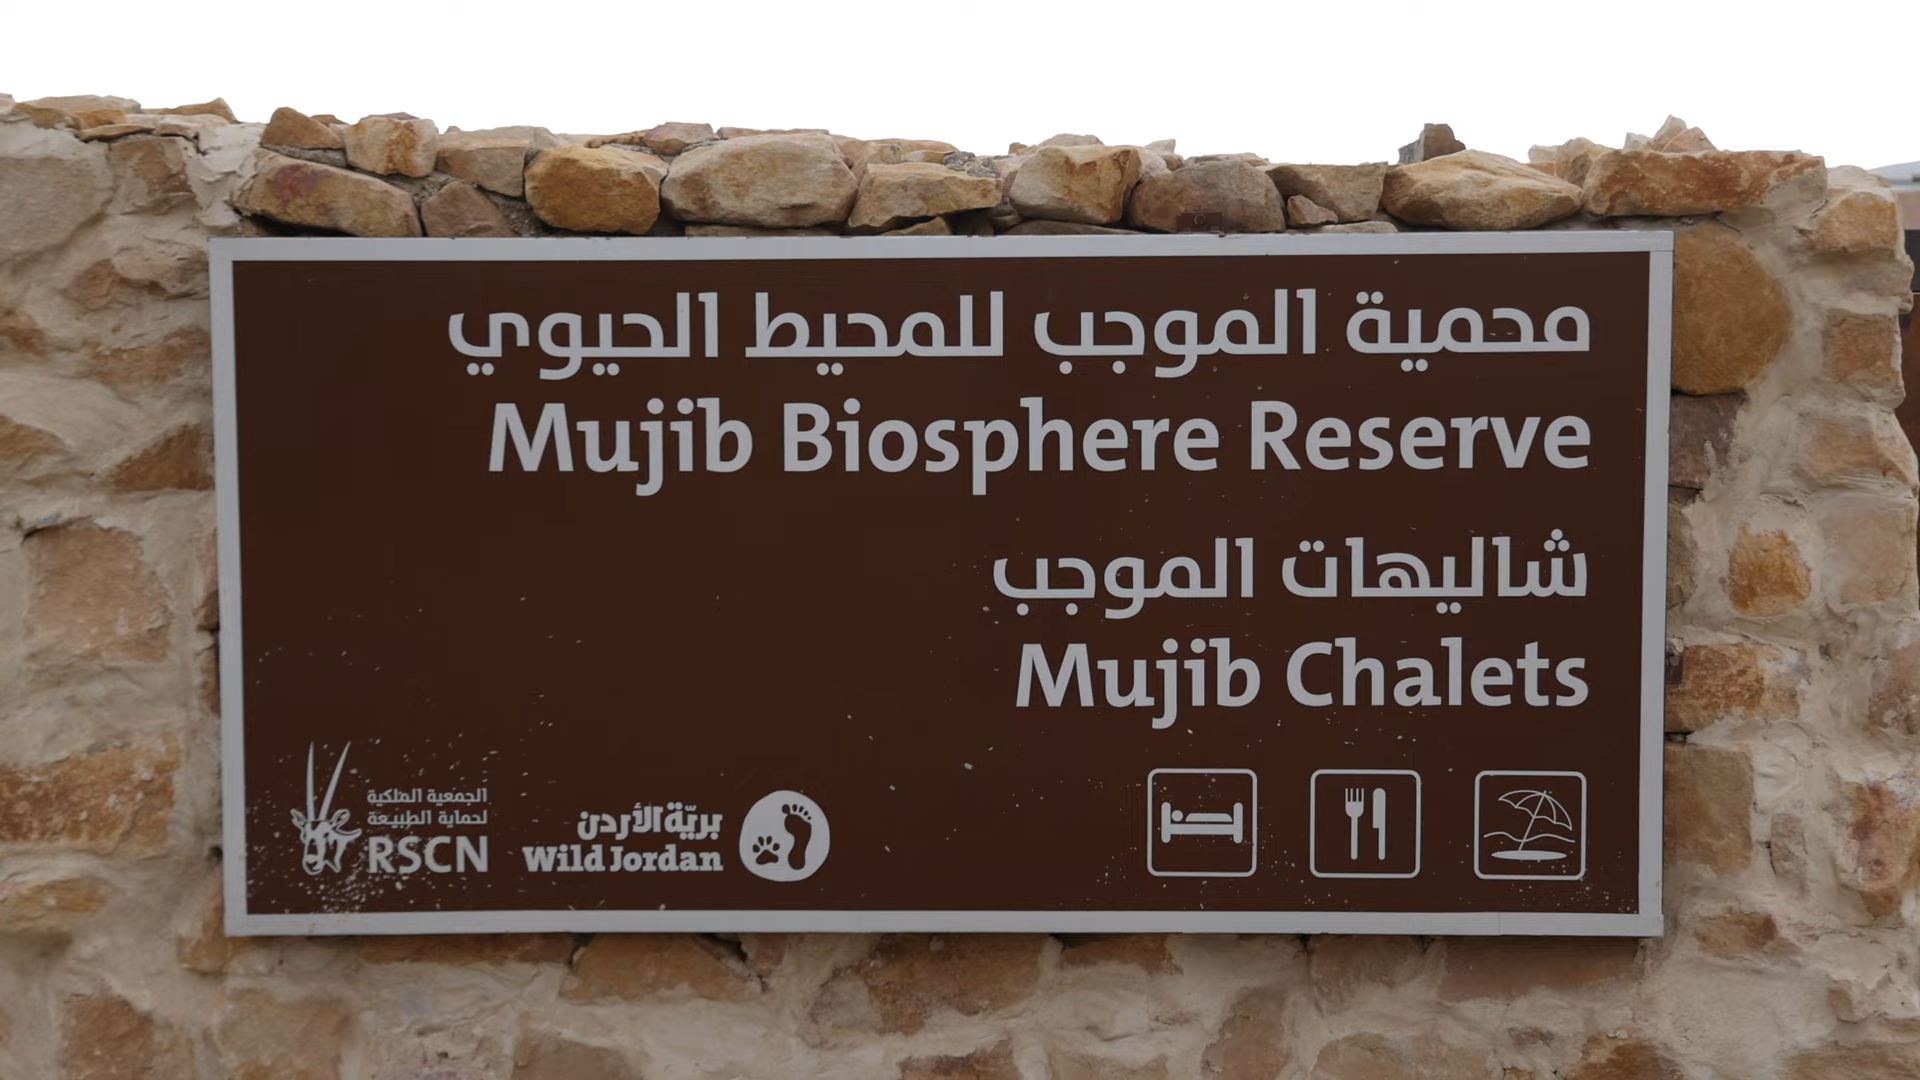 محمية الموجب للمحيط الحيوي
Mujib Biosphere Reserve
شاليهات الموجب
Mujib Chalets
الجمعية الملكية
لحماية الطبيعة
RSCN
بريّة الأردن
Wild Jordan